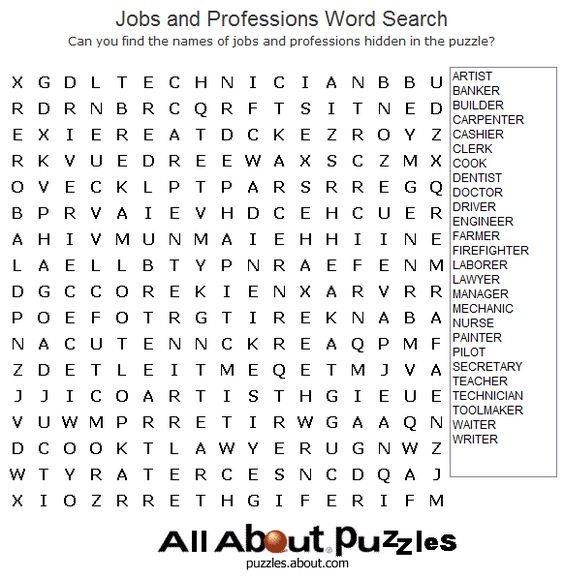 Jobs and Professions Word Search
Can you find the names of jobs and professions hidden in the puzzle?
X G D L T E C H N I C I A N B B U
R D R N B R C Q R F T S I T N E D
E X I E R E A T D C K E Z R O Y Z
R K V U E D R E E W A X S C Z M X
O V E C K L P T P A R S R R E G Q
B P R V A I E V H D C E H C U E R
A H I V M U N M A I E H H I I N E
L A E L L B T Y P N R A E F E N M
D G C C O R E K I E N X A R V R R
P O E F O T R G T I R E K N A B A
N A C U T E N N C K R E A Q P M F
Z D E T L E I T M E Q E T M J V A
J J I C O A R T I S T H G I E U E
V U W M P R R E T I R W G A A Q N
D C O O K T L A W Y E R U G N W Z
W T Y R A T E R C E S N C D Q A J
X I O Z R R E T H G I F E R I F M
ARTIST
BANKER
BUILDER
CARPENTER
CASHIER
CLERK
COOK
DENTIST
DOCTOR
DRIVER
ENGINEER
FARMER
FIREFIGHTER
LABORER
LAWYER
MANAGER
MECHANIC
NURSE
PAINTER
PILOT
SECRETARY
TEACHER
TECHNICIAN
TOOLMAKER
WAITER
WRITER
All About Puzzles
puzzles.about.com